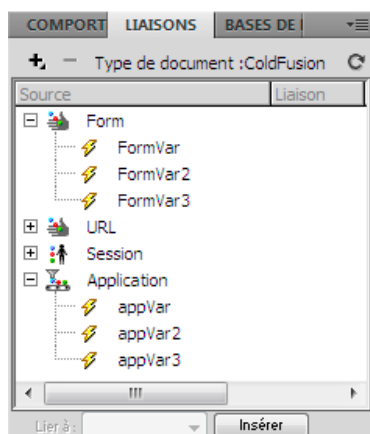 COMPORT LIAISONS BASES DE
Type de document :ColdFusion
Source Liaison
Form
FormVar
FormVar2
FormVar3
URL
Session
Application
appVar
appVar2
appVar3
Lier à : Insérer